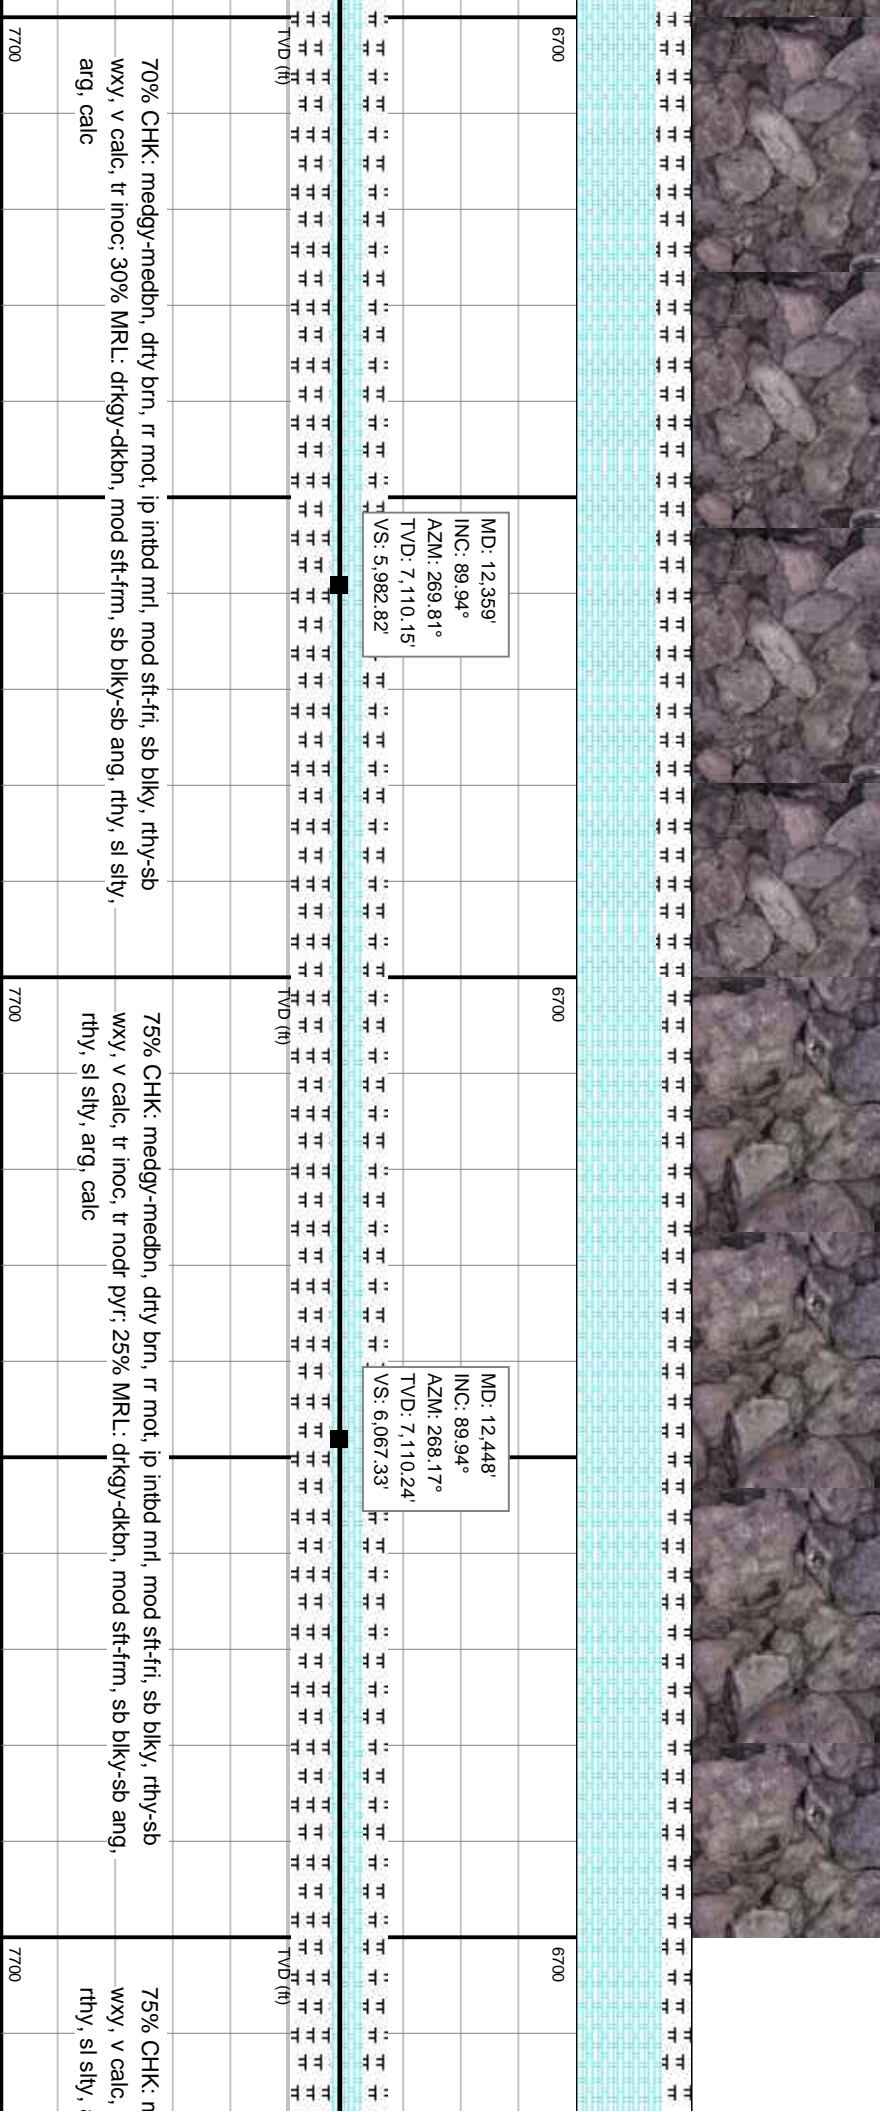 6700
TVD (ft)
7700
MD: 12,359'
INC: 89.94°
AZM: 269.81°
TVD: 7,110.15'
VS: 5,982.82'
70% CHK: medgy-medbn, drty brn, rr mot, ip intbd mrl, mod sft-fri, sb blky, rthy-sb
wxy, v calc, tr inoc; 30% MRL: drkgy-dkbn, mod sft-frm, sb blky-sb ang, rthy, sl slty,
arg, calc
6700
TVD (ft)
7700
MD: 12,448'
INC: 89.94°
AZM: 268.17°
TVD: 7,110.24'
VS: 6,067.33'
75% CHK: medgy-medbn, drty brn, rr mot, ip intbd mrl, mod sft-fri, sb blky, rthy-sb
wxy, v calc, tr inoc, tr nodr pyr; 25% MRL: drkgy-dkbn, mod sft-frm, sb blky-sb ang,
rthy, sl slty, arg, calc
6700
TVD (ft)
7700
75% CHK:
wxy, v calc,
rthy, sl slty,